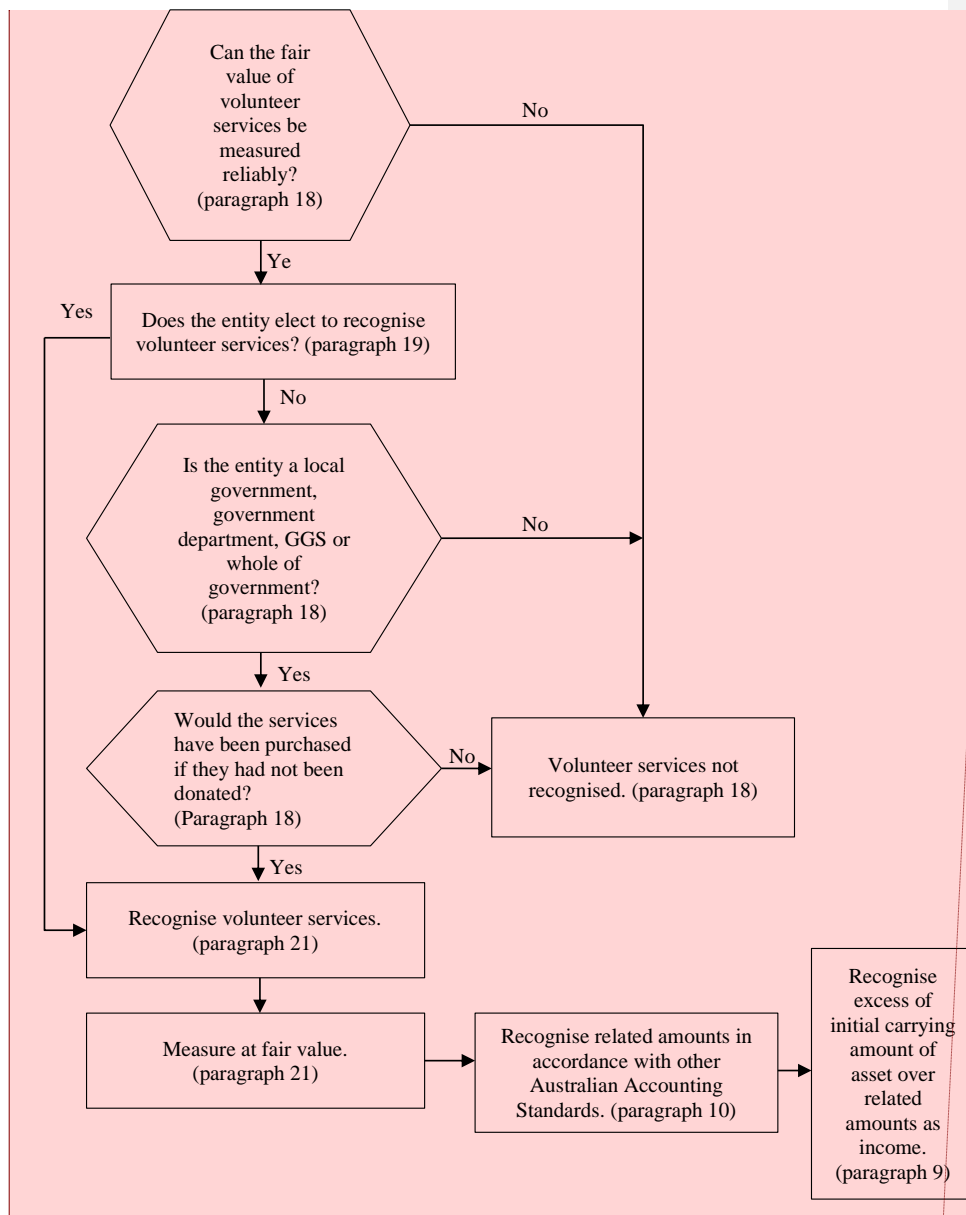 Can the fair
value of
volunteer
services be
measured
reliably?
(paragraph 18)
No
Ye
Yes
Does the entity elect to recognise
volunteer services? (paragraph 19)
No
Is the entity a local
government,
government
department, GGS or
whole of
government?
(paragraph 18)
No
Yes
Would the services
have been purchased
if they had not been
donated?
(Paragraph 18)
No
Volunteer services not
recognised. (paragraph 18)
Yes
Recognise volunteer services.
(paragraph 21)
Measure at fair value.
(paragraph 21)
Recognise related amounts in
accordance with other
Australian Accounting
Standards. (paragraph 10)
Recognise
excess of
initial carrying
amount of
asset over
related
amounts as
income.
(paragraph 9)